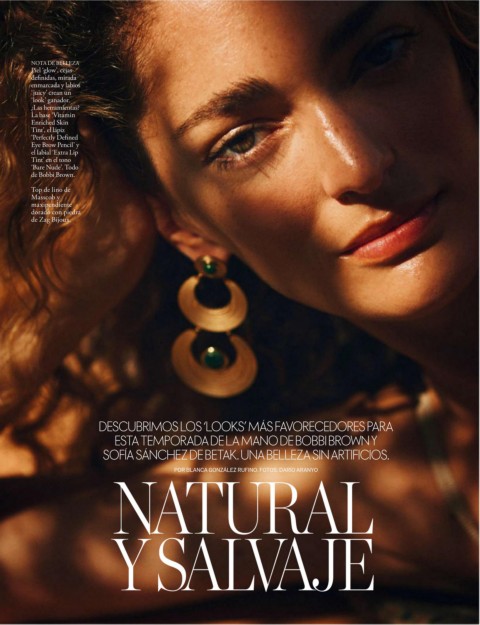 NOTA DE BELLEZA
Piel 'glow', cejas
definidas, mirada
enmarcada y labios
'juicy' crean un
'look' ganador.
¿Las herramientas?
La base 'Vitamin
Enriched Skin
Tint', el lápiz
'Perfectly Defined
Eye Brow Pencil' y
el labial 'Extra Lip
Tint' en el tono
'Bare Nude'. Todo
de Bobbi Brown.
Top de lino de
Maison b y
maxipendiente
dorado con piedra
de Zag Bijoux.
DESCUBRIMOS LOS 'LOOKS' MÁS FAVORECEDORES PARA
ESTA TEMPORADA DE LA MANO DE BOBBI BROWN Y
SOFÍA SÁNCHEZ DE BETAK. UNA BELLEZA SIN ARTIFICIOS.
POR BLANCA GONZÁLEZ RUFINO. FOTOS: DARÍO ARANYO
NATURAL
Y SALVAJE